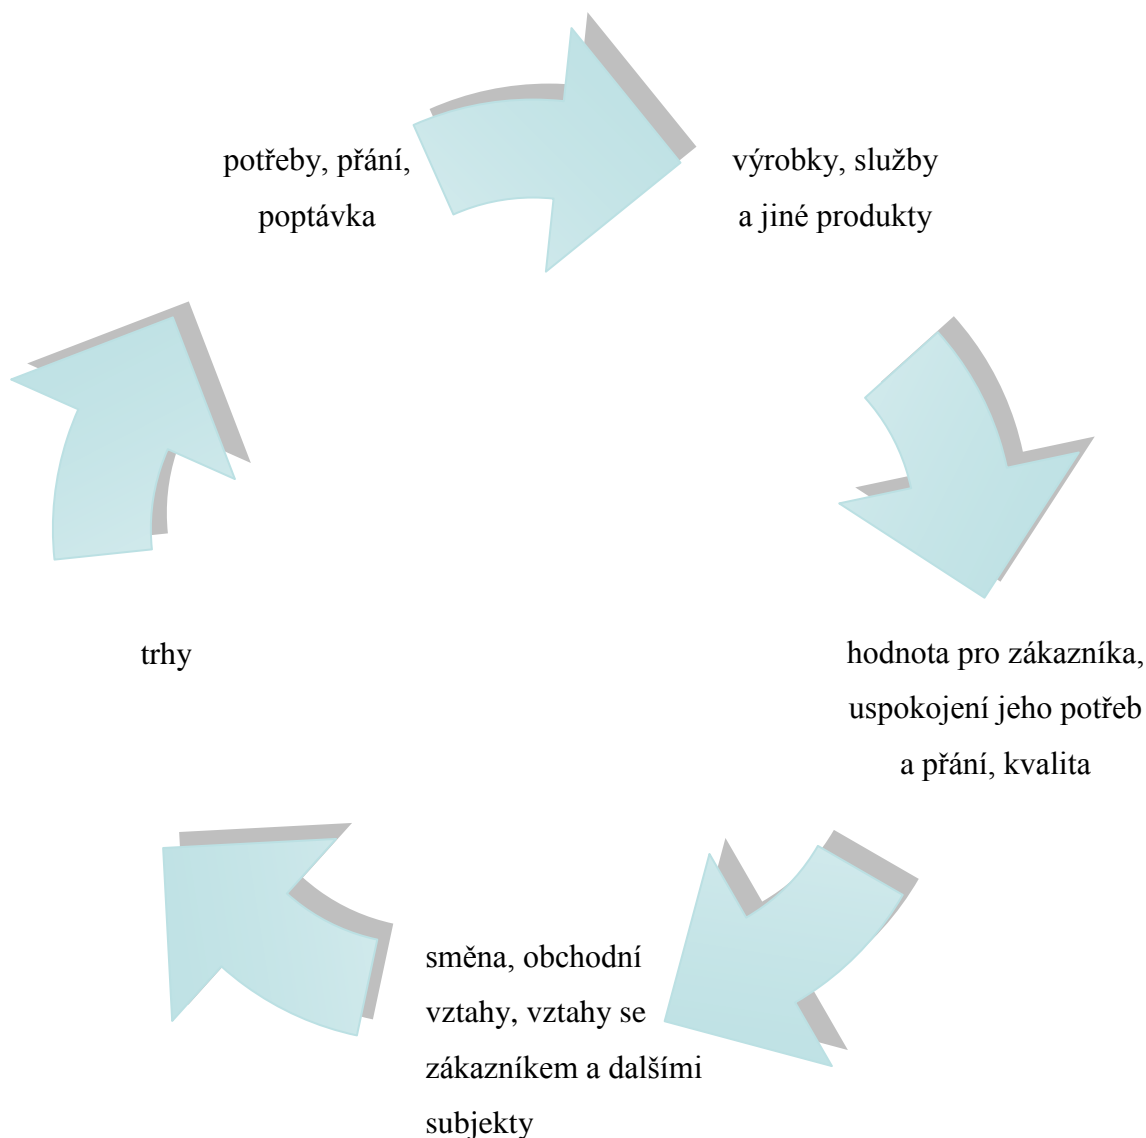 potřeby, přání,
poptávka
výrobky, služby
a jiné produkty
hodnota pro zákazníka,
uspokojení jeho potřeb
a přání, kvalita
směna, obchodní
vztahy, vztahy se
zákazníkem a dalšími
subjekty
trhy